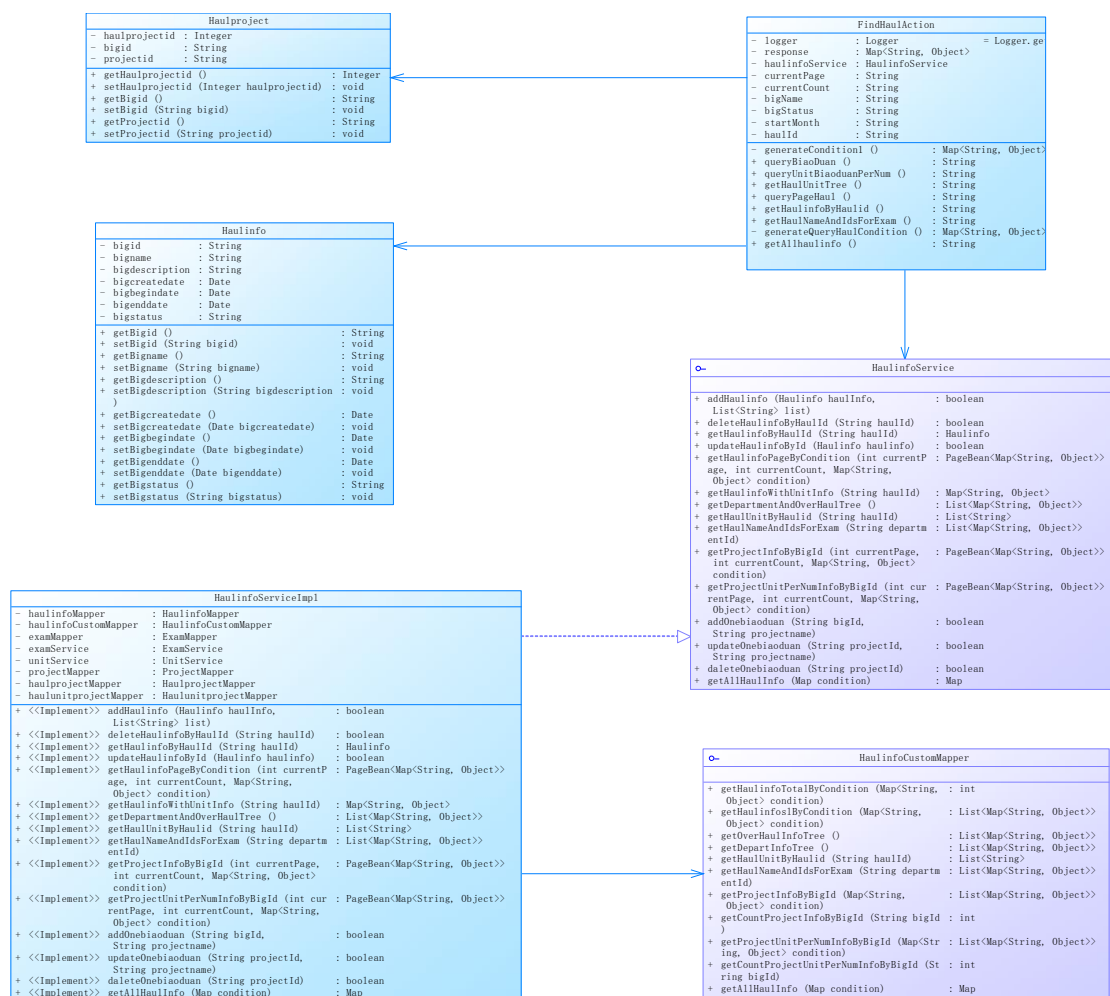 Haulproject
- haulprojectid : Integer
- bigid : String
- projectid : String
+ getHaulprojectid () : Integer
+ setHaulprojectid (Integer haulprojectid) : void
+ getBigid () : String
+ setBigid (String bigid) : void
+ getProjectid () : String
+ setProjectid (String projectid) : void
FindHaulAction
- logger : Logger = Logger.ge
- response : Map<String, Object>
- haulinfoService : HaulinfoService
- currentPage : String
- currentCount : String
- bigName : String
- bigStatus : String
- startMonth : String
- haulId : String
- generateCondition1 () : Map<String, Object>
+ queryBiaoDuan () : String
+ queryUnitBiaoduanPerNum () : String
+ getHaulUnitTree () : String
+ queryPageHaul () : String
+ getHaulinfoByHaulid () : String
+ getHaulNameAndIdsForExam () : String
- generateQueryHaulCondition () : Map<String, Object>
+ getAllhaulinfo () : String
Haulinfo
- bigid : String
- bigname : String
- bigdescription : String
- bigcreatedate : Date
- bigbegindate : Date
- bigenddate : Date
- bigstatus : String
+ getBigid () : String
+ setBigid (String bigid) : void
+ getBigname () : String
+ setBigname (String bigname) : void
+ getBigdescription () : String
+ setBigdescription (String bigdescription : void
)
+ getBigcreatedate () : Date
+ setBigcreatedate (Date bigcreatedate) : void
+ getBigbegindate () : Date
+ setBigbegindate (Date bigbegindate) : void
+ getBigenddate () : Date
+ setBigenddate (Date bigenddate) : void
+ getBigstatus () : String
+ setBigstatus (String bigstatus) : void
HaulinfoService
+ addHaulinfo (Haulinfo haulInfo, : boolean
List<String> list)
+ deleteHaulinfoByHaulId (String haulId) : boolean
+ getHaulinfoByHaulId (String haulId) : Haulinfo
+ updateHaulinfoById (Haulinfo haulinfo) : boolean
+ getHaulinfoPageByCondition (int currentP : PageBean<Map<String, Object>>
age, int currentCount, Map<String,
Object> condition)
+ getHaulinfoWithUnitInfo (String haulId) : Map<String, Object>
+ getDepartmentAndOverHaulTree () : List<Map<String, Object>>
+ getHaulUnitByHaulid (String haulId) : List<String>
+ getHaulNameAndIdsForExam (String departm : List<Map<String, Object>>
entId)
+ getProjectInfoByBigId (int currentPage, : PageBean<Map<String, Object>>
int currentCount, Map<String, Object>
condition)
+ getProjectUnitPerNumInfoByBigId (int cur : PageBean<Map<String, Object>>
rentPage, int currentCount, Map<String,
Object> condition)
+ addOnebiaoduan (String bigId, : boolean
String projectname)
+ updateOnebiaoduan (String projectId, : boolean
String projectname)
+ daleteOnebiaoduan (String projectId) : boolean
+ getAllHaulInfo (Map condition) : Map
HaulinfoServiceImpl
- haulinfoMapper : HaulinfoMapper
- haulinfoCustomMapper : HaulinfoCustomMapper
- examMapper : ExamMapper
- examService : ExamService
- unitService : UnitService
- projectMapper : ProjectMapper
- haulprojectMapper : HaulprojectMapper
- haulunitprojectMapper : HaulunitprojectMapper
+ <<Implement>> addHaulinfo (Haulinfo haulInfo, : boolean
List<String> list)
+ <<Implement>> deleteHaulinfoByHaulId (String haulId) : boolean
+ <<Implement>> getHaulinfoByHaulId (String haulId) : Haulinfo
+ <<Implement>> updateHaulinfoById (Haulinfo haulinfo) : boolean
+ <<Implement>> getHaulinfoPageByCondition (int currentP : PageBean<Map<String, Object>>
age, int currentCount, Map<String,
Object> condition)
+ <<Implement>> getHaulinfoWithUnitInfo (String haulId) : Map<String, Object>
+ <<Implement>> getDepartmentAndOverHaulTree () : List<Map<String, Object>>
+ <<Implement>> getHaulUnitByHaulid (String haulId) : List<String>
+ <<Implement>> getHaulNameAndIdsForExam (String departm : List<Map<String, Object>>
entId)
+ <<Implement>> getProjectInfoByBigId (int currentPage, : PageBean<Map<String, Object>>
int currentCount, Map<String, Object>
condition)
+ <<Implement>> getProjectUnitPerNumInfoByBigId (int cur : PageBean<Map<String, Object>>
rentPage, int currentCount, Map<String,
Object> condition)
+ <<Implement>> addOnebiaoduan (String bigId, : boolean
String projectname)
+ <<Implement>> updateOnebiaoduan (String projectId, : boolean
String projectname)
+ <<Implement>> daleteOnebiaoduan (String projectId) : boolean
+ <<Implement>> getAllHaulInfo (Map condition) : Map
HaulinfoCustomMapper
+ getHaulinfoTotalByCondition (Map<String, : int
Object> condition)
+ getHaulinfoslByCondition (Map<String, : List<Map<String, Object>>
Object> condition)
+ getOverHaulInfoTree () : List<Map<String, Object>>
+ getDepartInfoTree () : List<Map<String, Object>>
+ getHaulUnitByHaulid (String haulId) : List<String>
+ getHaulNameAndIdsForExam (String departm : List<Map<String, Object>>
entId)
+ getProjectInfoByBigId (Map<String, : List<Map<String, Object>>
Object> condition)
+ getCountProjectInfoByBigId (String bigId : int
)
+ getProjectUnitPerNumInfoByBigId (Map<Str : List<Map<String, Object>>
ing, Object> condition)
+ getCountProjectUnitPerNumInfoByBigId (St : int
ring bigId)
+ getAllHaulInfo (Map condition) : Map